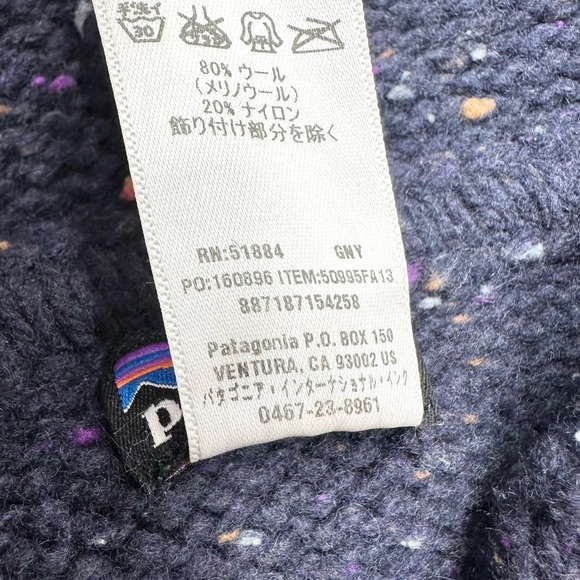 手洗イ
30
80% ウール
(メリノウール)
20% ナイロン
飾り付け部分を除く
RN:51884 GNY
PO:160896 ITEM:50995FA13
887187154258
Patagonia P.O. BOX 150
VENTURA, CA 93002 US
パタゴニア・インターナショナル・インク
0467-23-8961
p